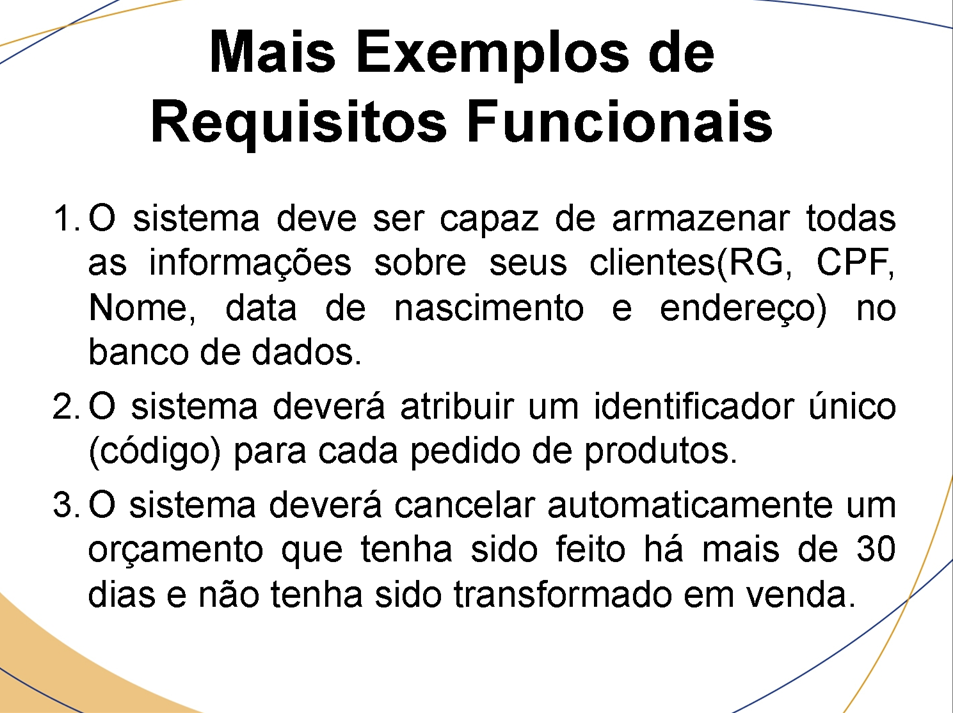 Mais Exemplos de
Requisitos Funcionais
1. O sistema deve ser capaz de armazenar todas
as informações sobre seus clientes(RG, CPF,
Nome, data de nascimento e endereço) no
banco de dados.
2. O sistema deverá atribuir um identificador único
(código) para cada pedido de produtos.
3. O sistema deverá cancelar automaticamente um
orçamento que tenha sido feito há mais de 30
dias e não tenha sido transformado em venda.